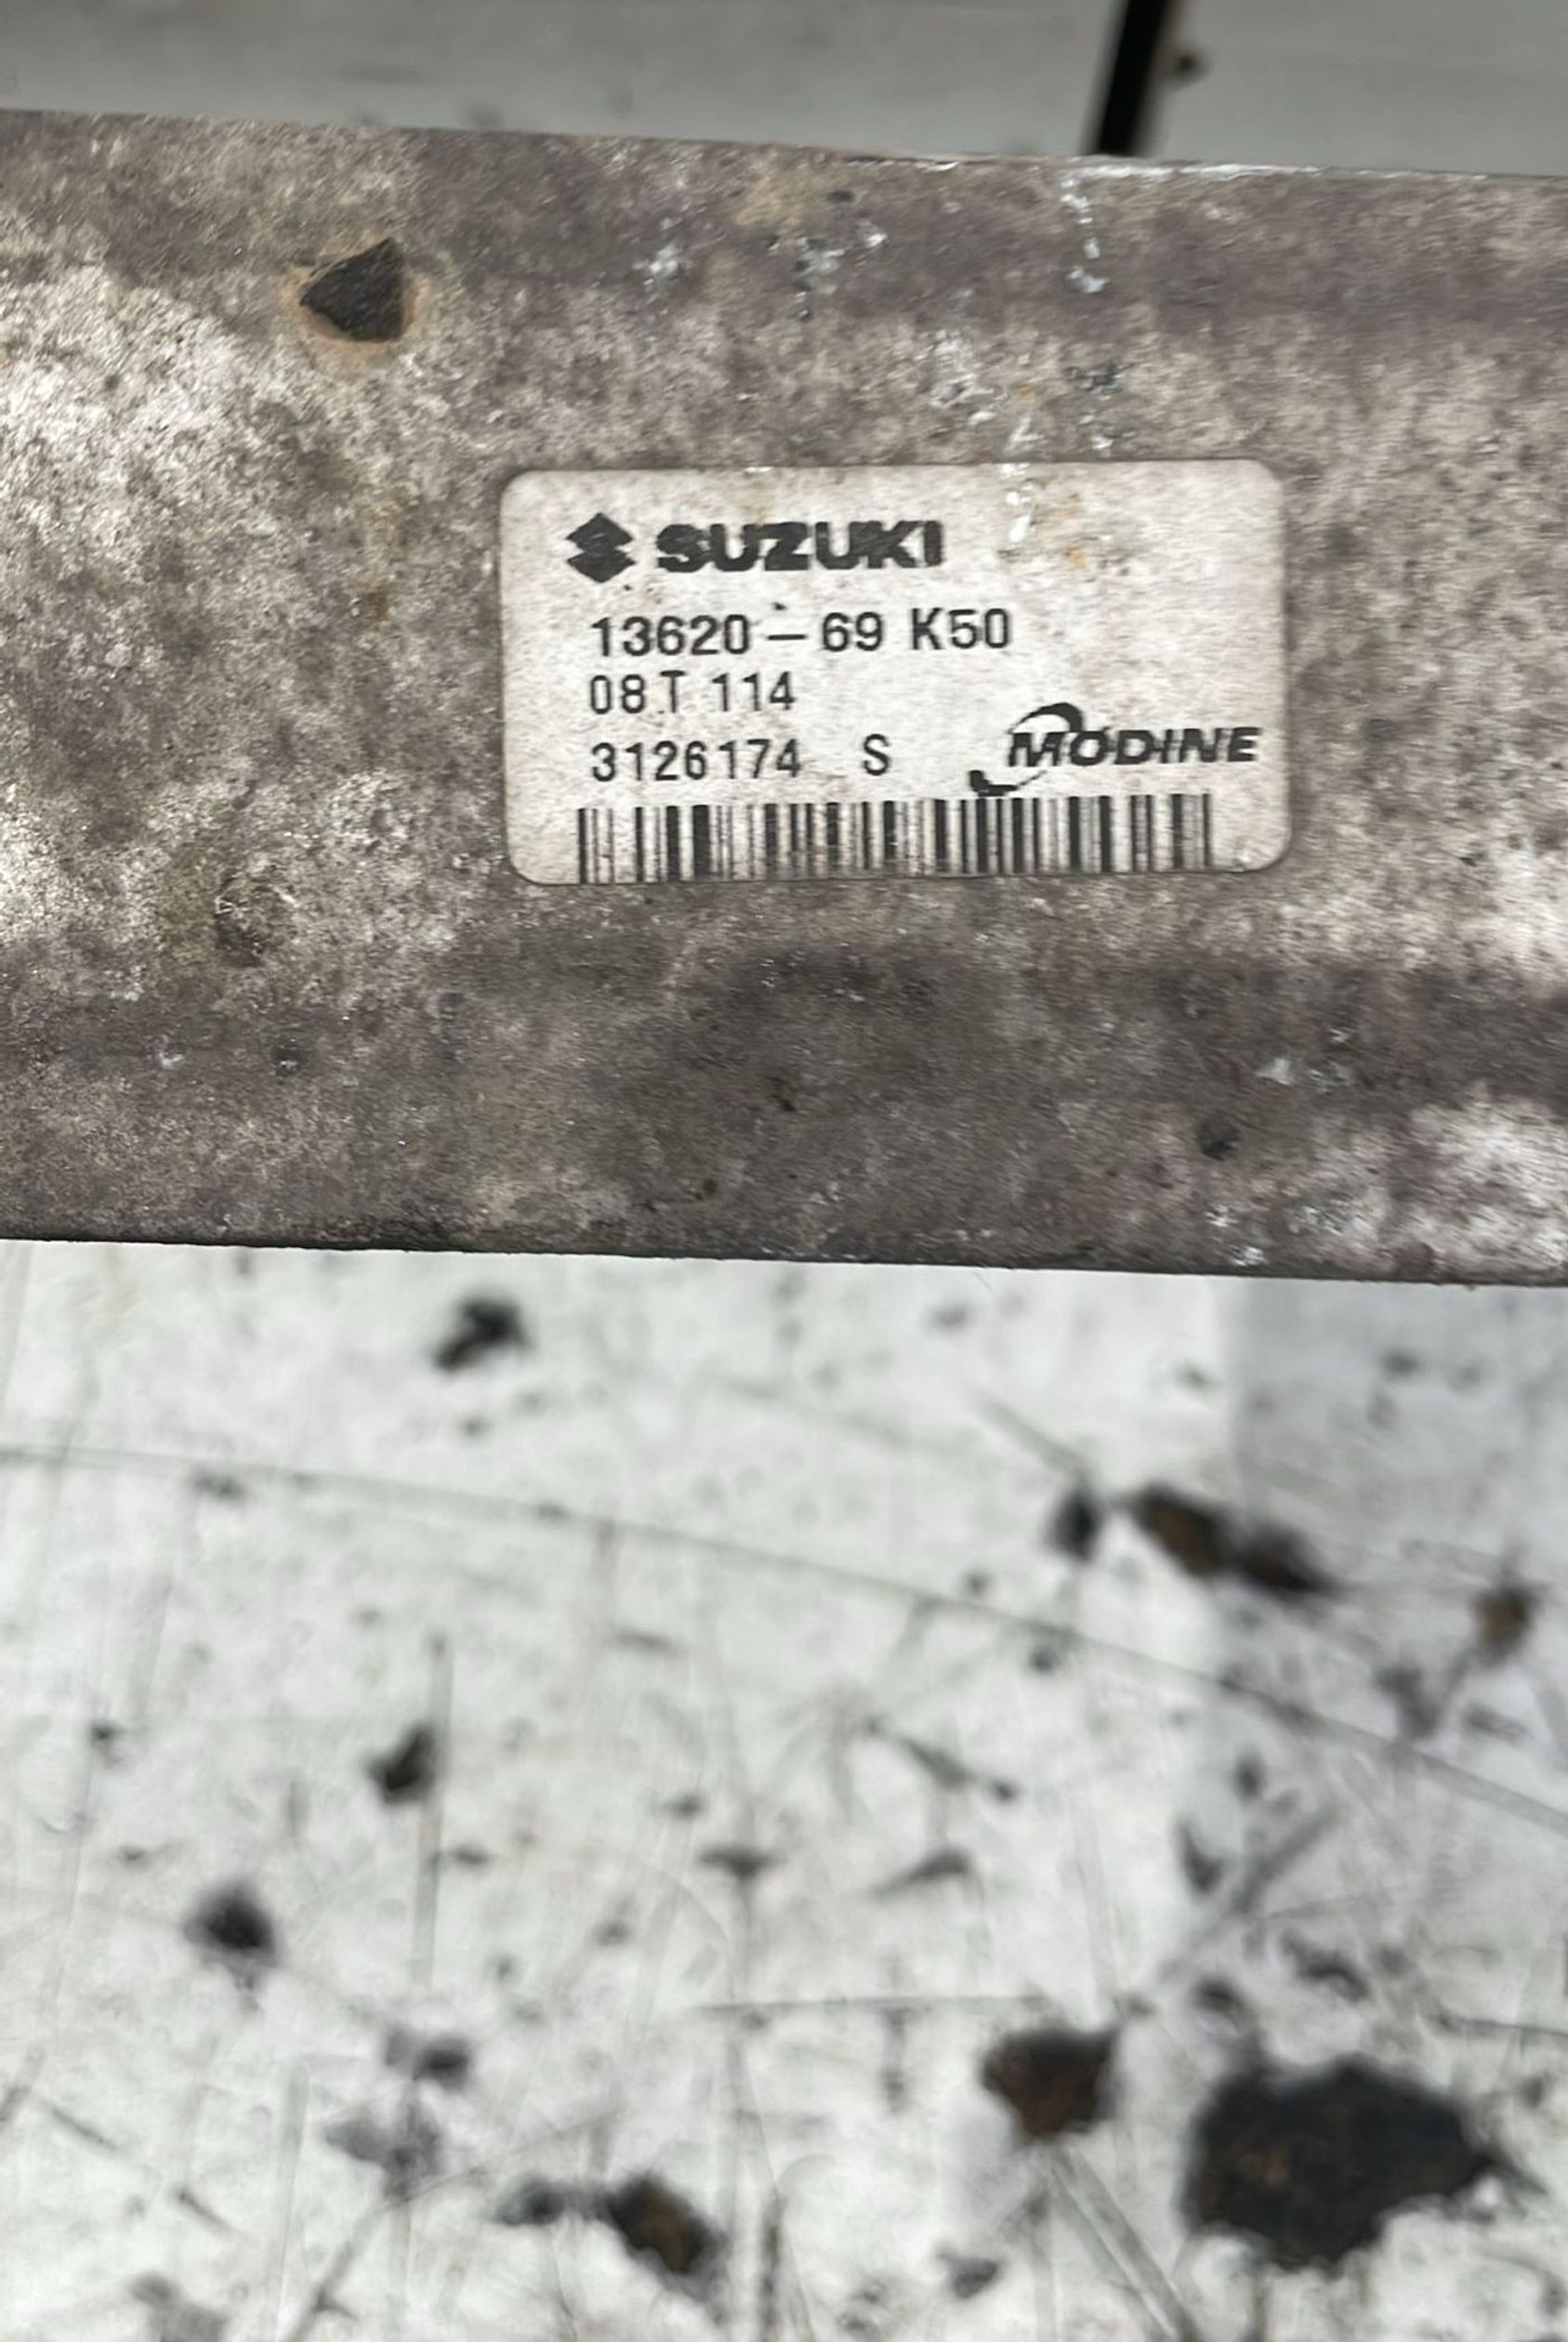 SUZUKI
13620-69 K50
08 T 114
3126174 S
MODINE